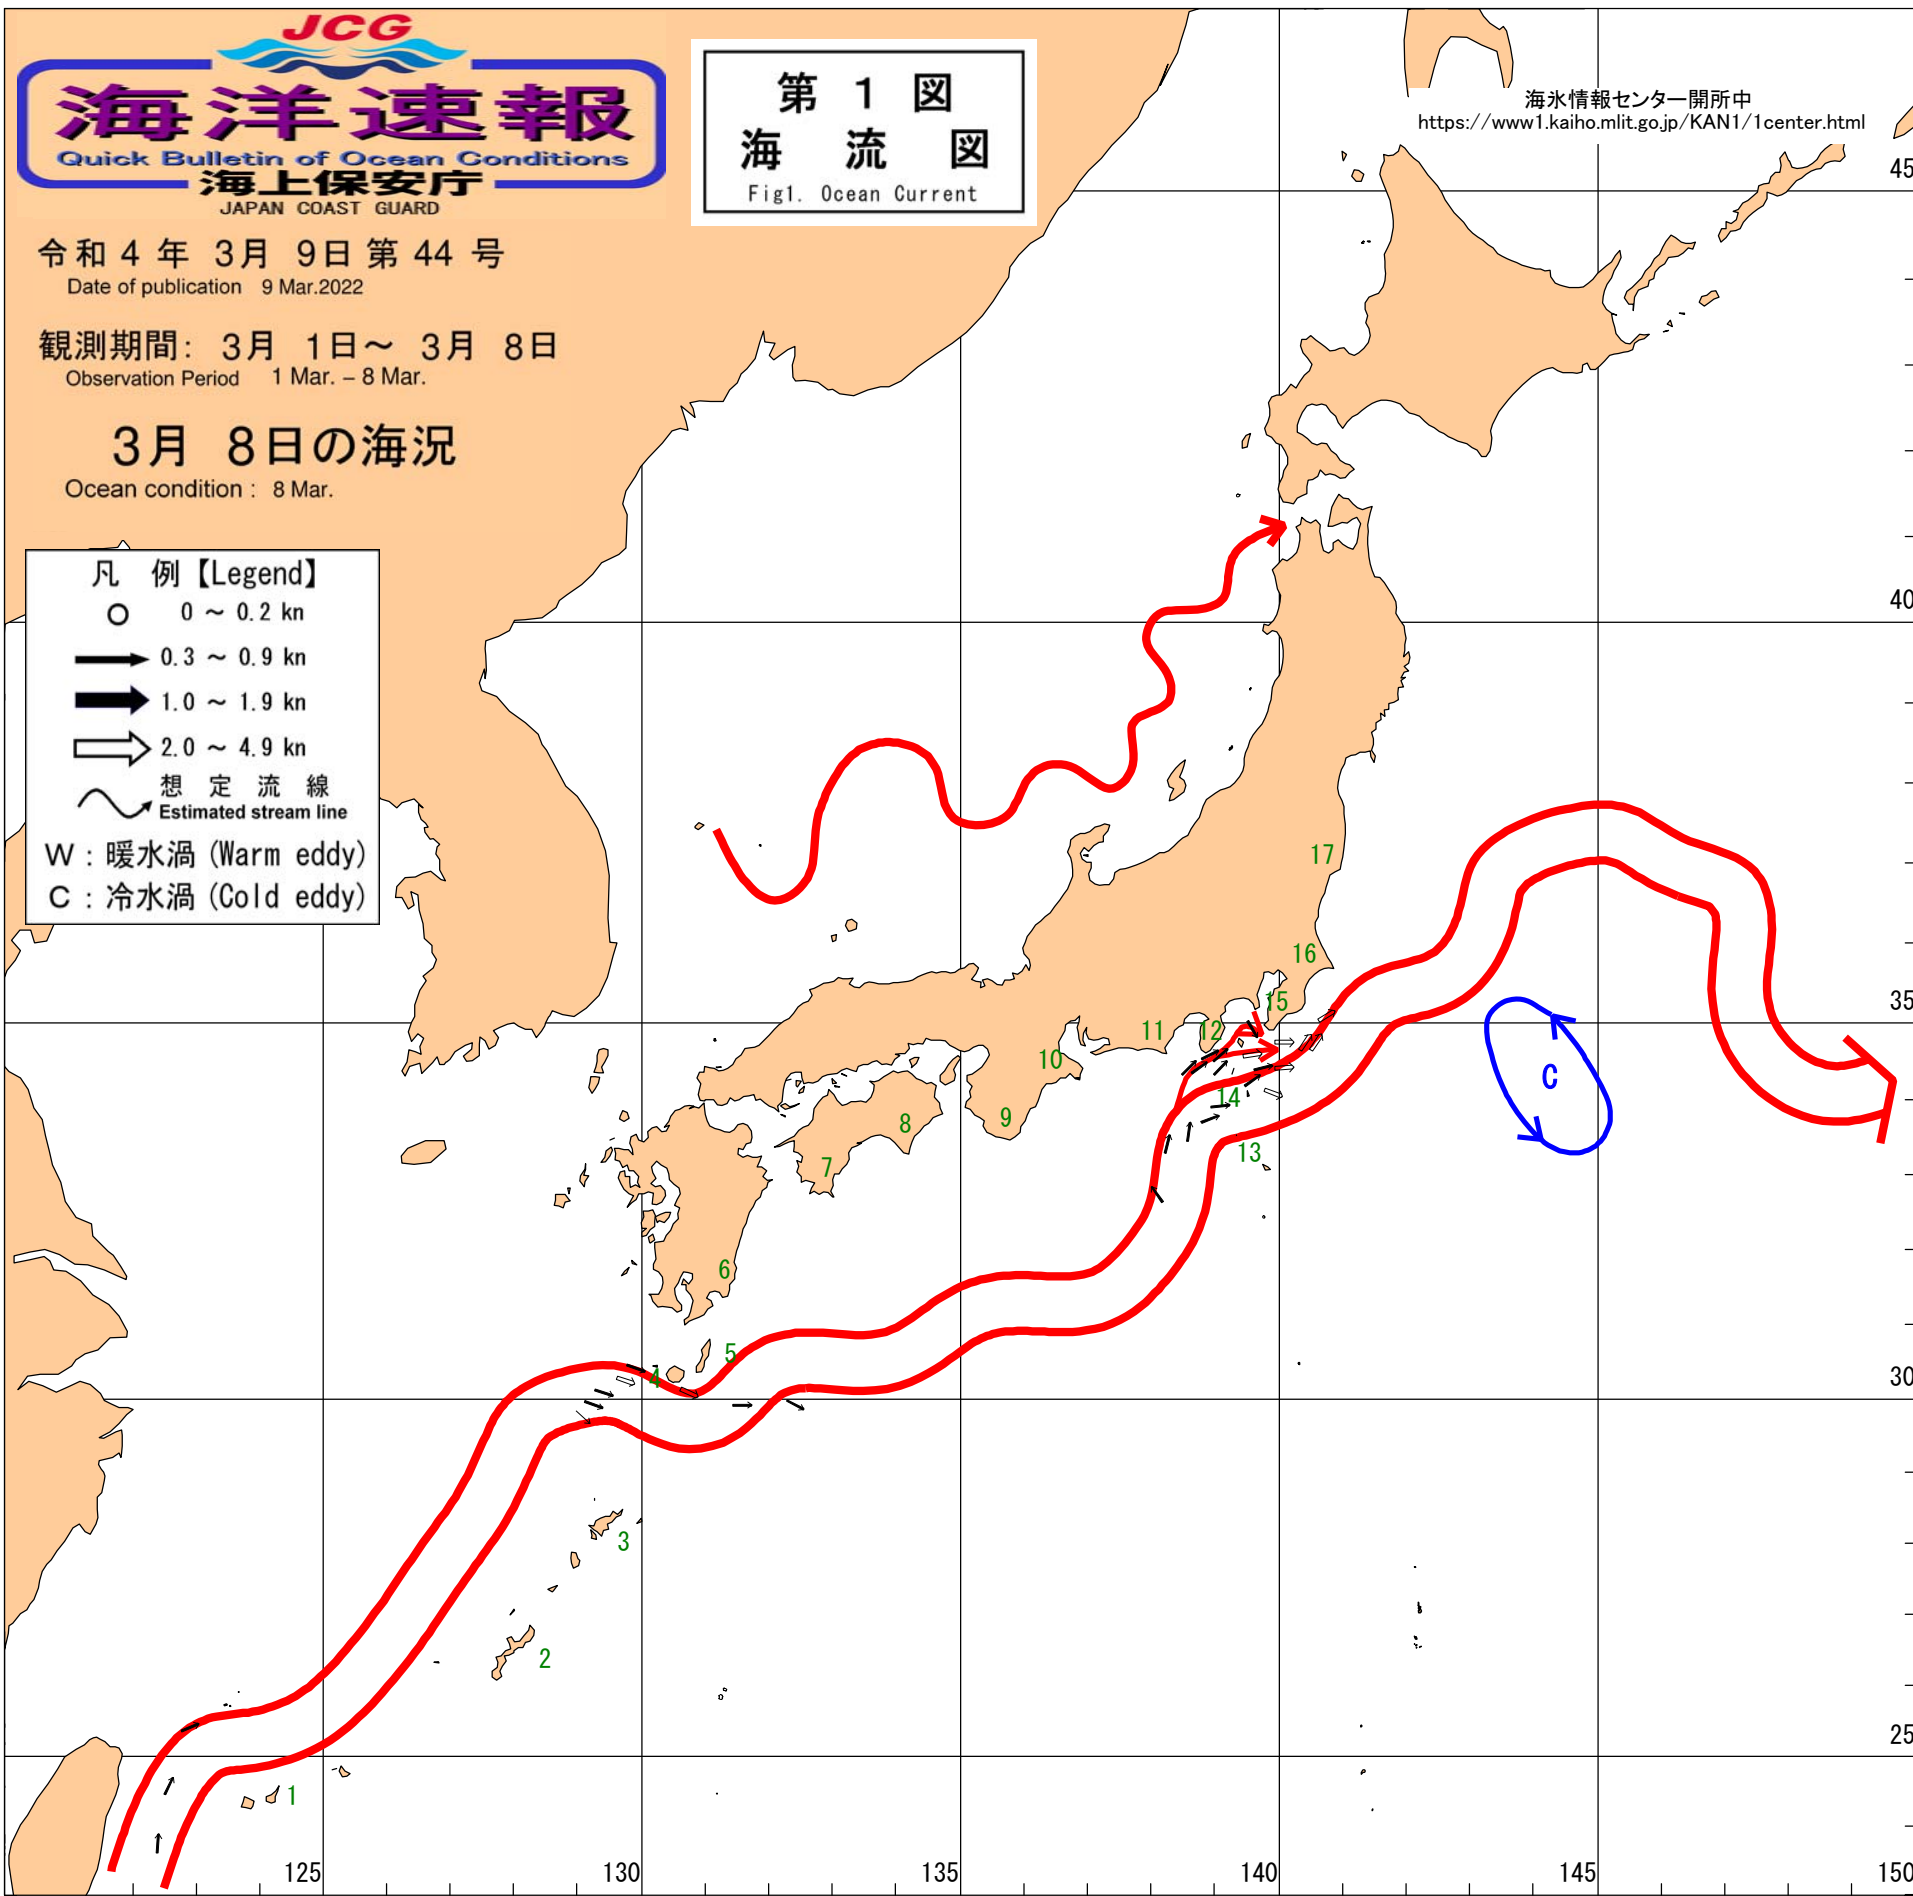 JCG
海洋速報
Quick Bulletin of Ocean Conditions
海上保安庁
JAPAN COAST GUARD
第 1 図
海 流 図
Fig1. Ocean Current
海氷情報センター開所中
https://www1.kaiho.mlit.go.jp/KAN1/1center.html
令和 4 年 3月 9日 第 44 号
Date of publication 9 Mar.2022
観測期間: 3月 1日～ 3月 8日
Observation Period 1 Mar. – 8 Mar.
3月 8日の海況
Ocean condition : 8 Mar.
凡 例【Legend】
0 ～ 0.2 kn
0.3 ～ 0.9 kn
1.0 ～ 1.9 kn
2.0 ～ 4.9 kn
想 定 流 線
Estimated stream line
W : 暖水渦 (Warm eddy)
C : 冷水渦 (Cold eddy)
45
40
35
30
25
17
16
15
12
11
10
14
13
9
8
7
6
5
4
3
2
1
C
125
130
135
140
145
150